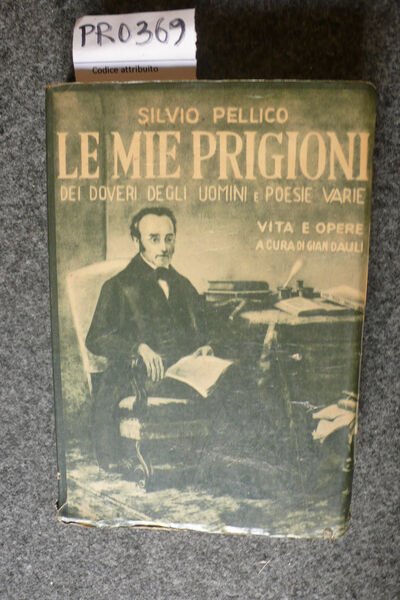 PR0369
Codice attribuito
SILVIO PELLICO
LE MIE PRIGIONI
DEI DOVERI DEGLI UOMINI E POESIE VARIE
VITA E OPERE
A CURA DI GIAN DAULI